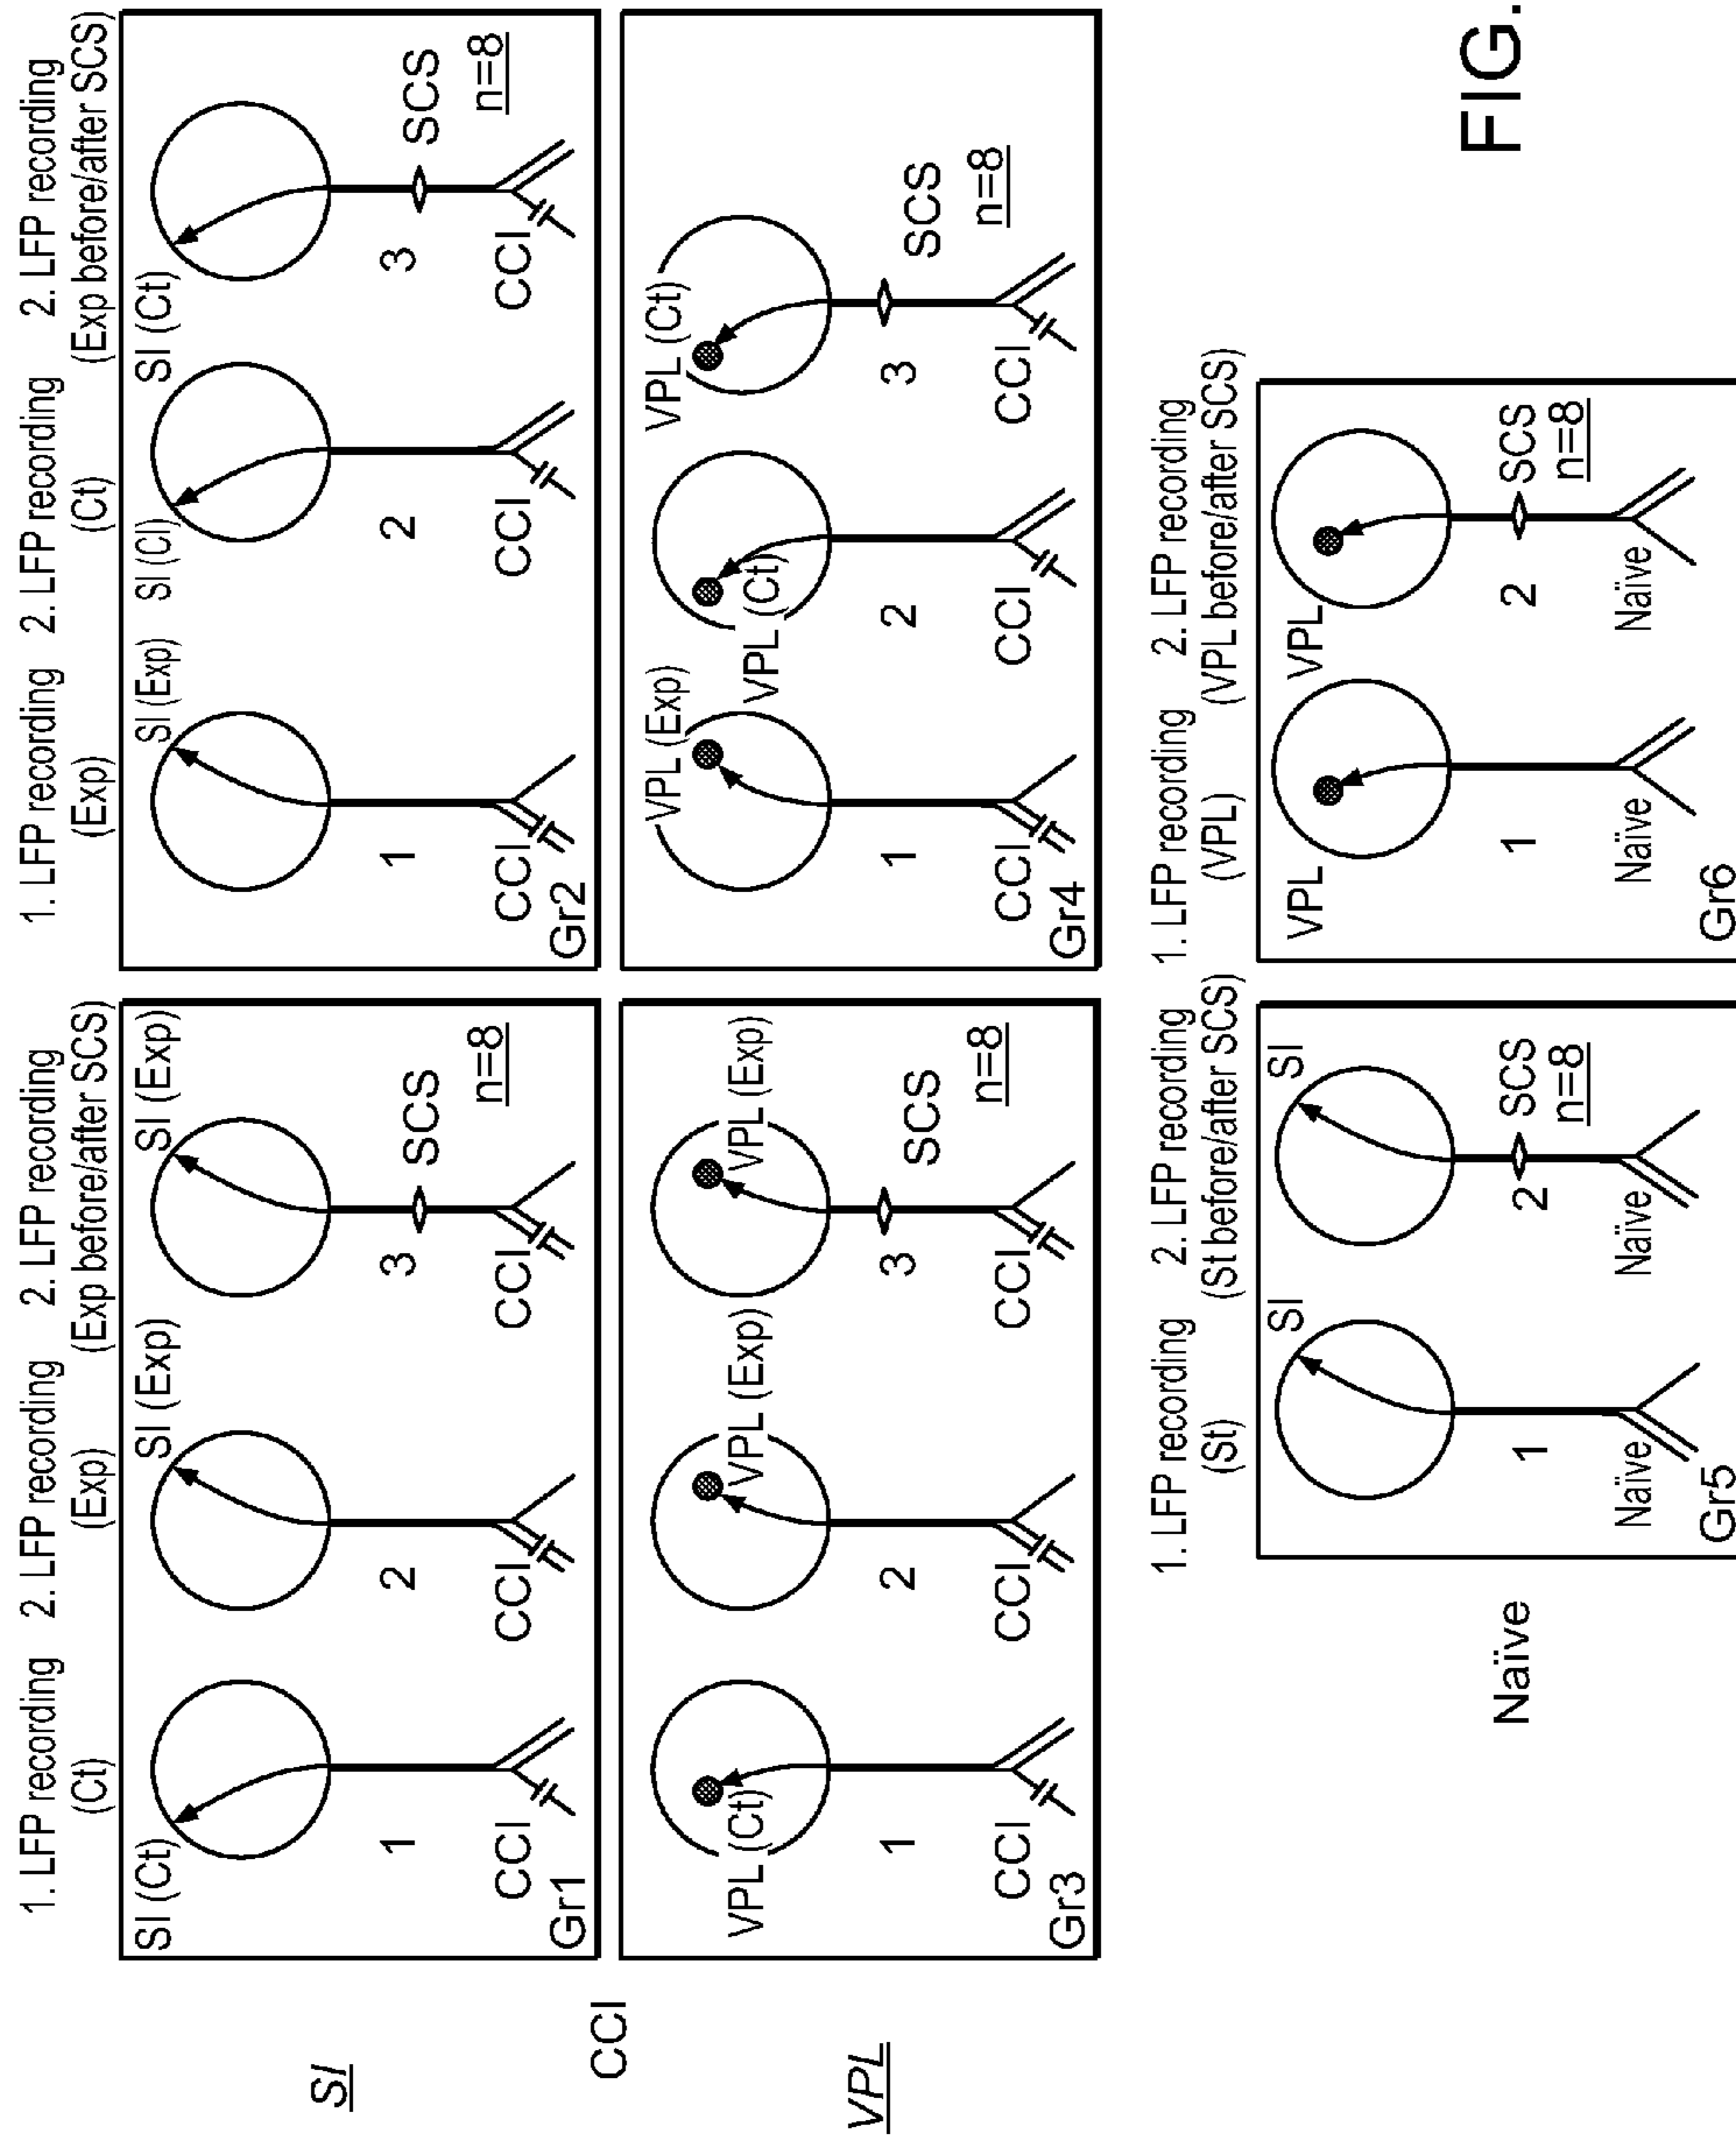 1. LFP recording
(Ct)
2. LFP recording
(Exp)
2. LFP recording
(Exp before/after SCS)
1. LFP recording
(Exp)
2. LFP recording
(Ct)
2. LFP recording
(Exp before/after SCS)
SI
CCI
VPL
SI (Ct)
SI (Exp)
SI (Exp)
1
2
3
SCS
CCI
CCI
CCI
n=8
Gr1
SI (Exp)
SI (Cl)
SI (Ct)
1
2
3
SCS
CCI
CCI
CCI
n=8
Gr2
VPL (Ct)
VPL (Exp)
VPL (Exp)
1
2
3
SCS
CCI
CCI
CCI
n=8
Gr3
VPL (Exp)
VPL (Ct)
VPL (Ct)
1
2
3
SCS
CCI
CCI
CCI
n=8
Gr4
Naïve
1. LFP recording
(St)
2. LFP recording
(St before/after SCS)
SI
SI
1
2
SCS
n=8
Naïve
Naïve
Gr5
1. LFP recording
(VPL)
2. LFP recording
(VPL before/after SCS)
VPL
VPL
1
2
SCS
n=8
Naïve
Naïve
Gr6
FIG.